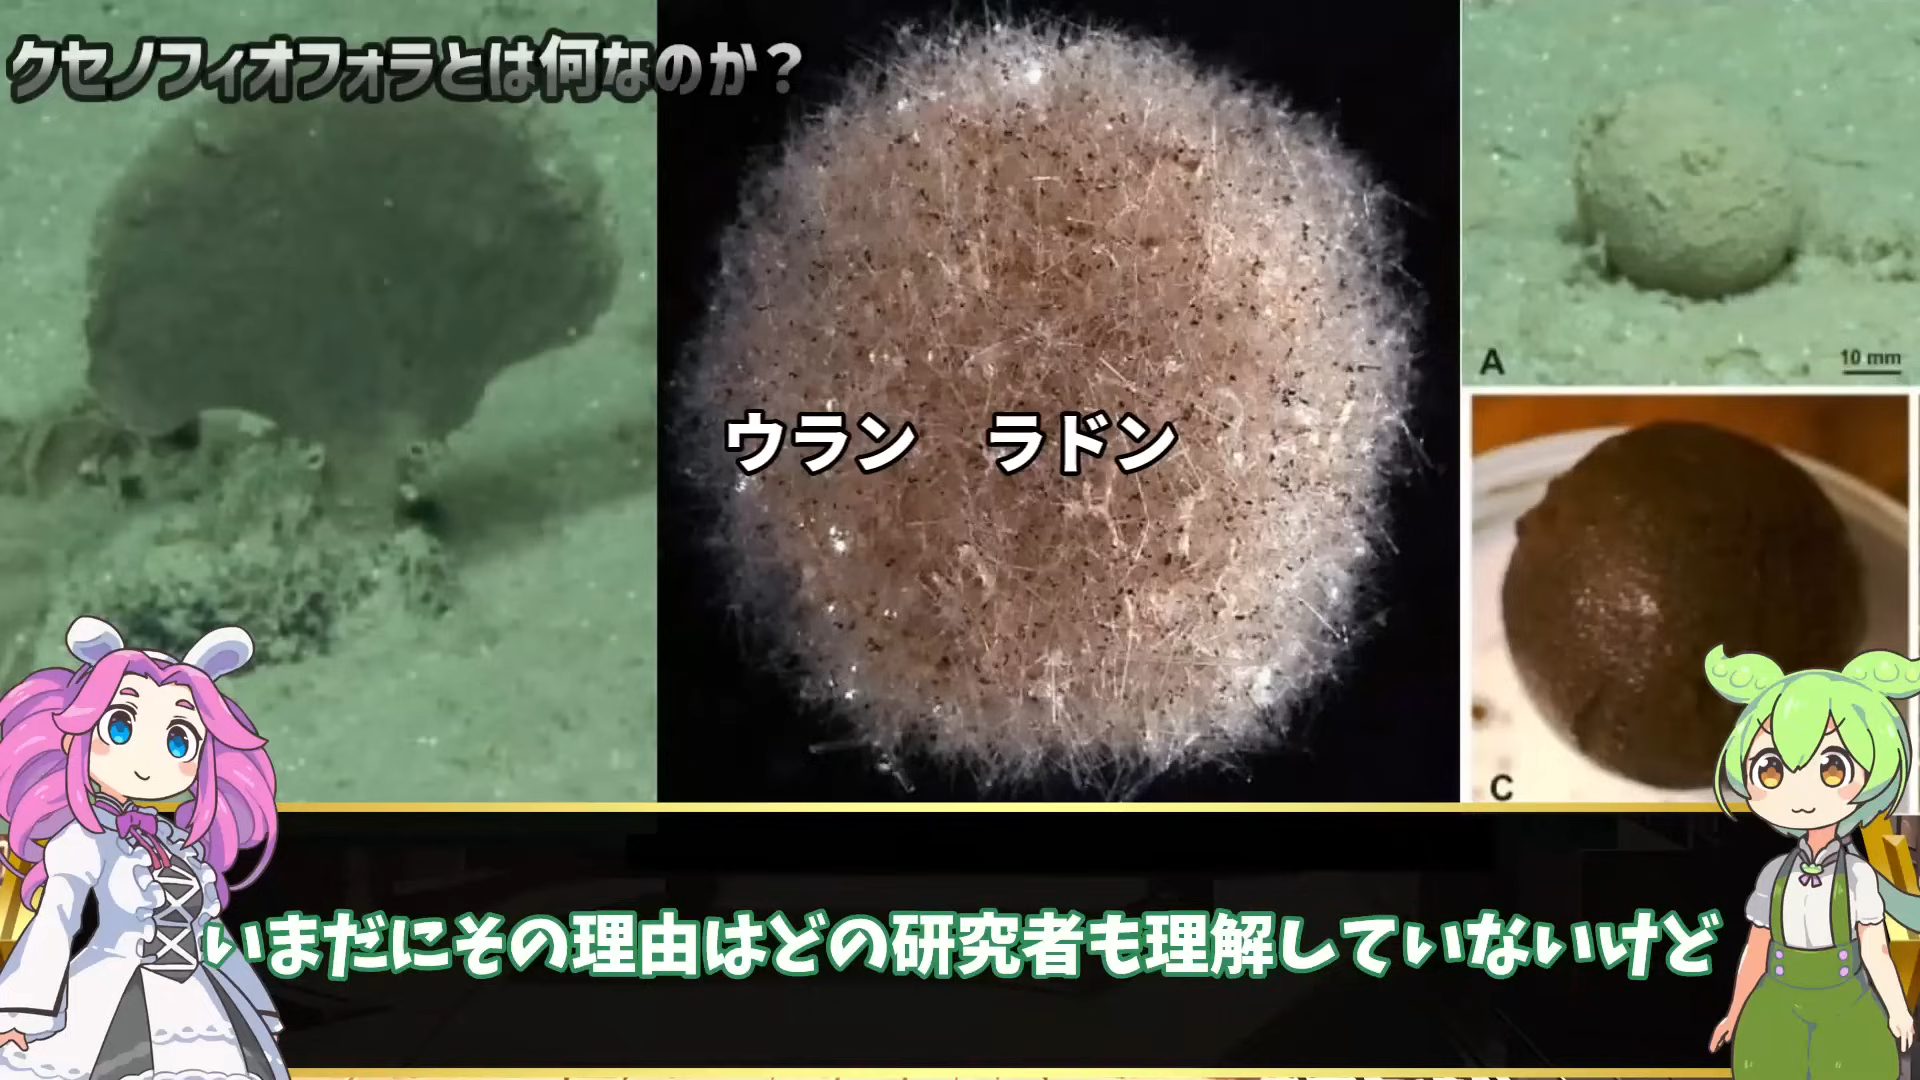 クセノフィオフォラとは何なのか？
ウラン ラドン
A
10 mm
C
いまだにその理由はどの研究者も理解していないけど